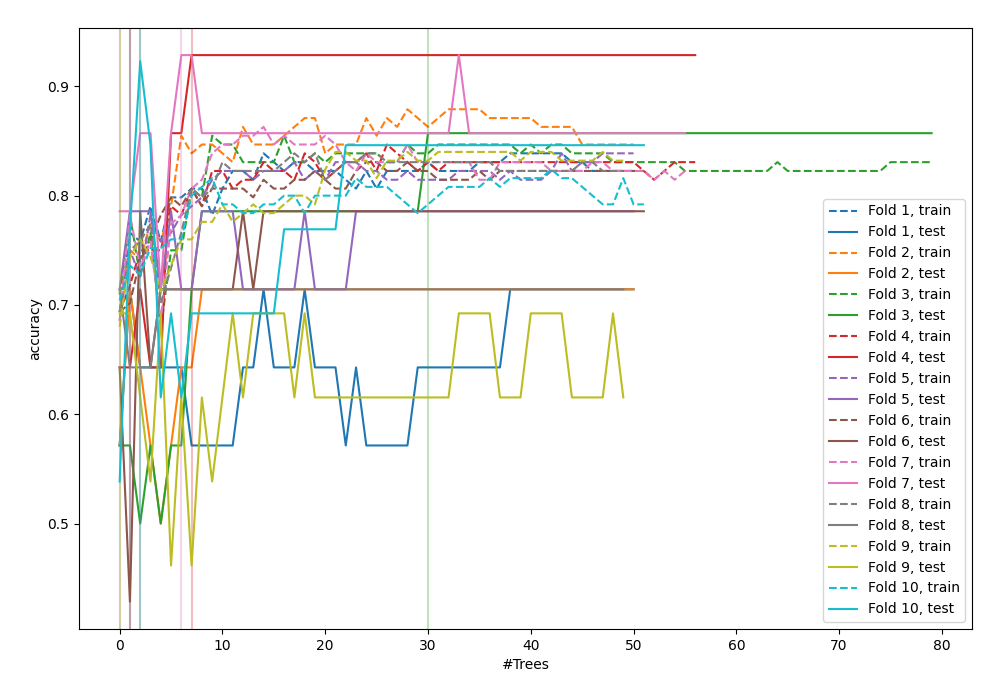 0.9
0.8
0.7
0.6
0.5
accuracy
0 10 20 30 40 50 60 70 80
#Trees
Fold 1, train
Fold 1, test
Fold 2, train
Fold 2, test
Fold 3, train
Fold 3, test
Fold 4, train
Fold 4, test
Fold 5, train
Fold 5, test
Fold 6, train
Fold 6, test
Fold 7, train
Fold 7, test
Fold 8, train
Fold 8, test
Fold 9, train
Fold 9, test
Fold 10, train
Fold 10, test